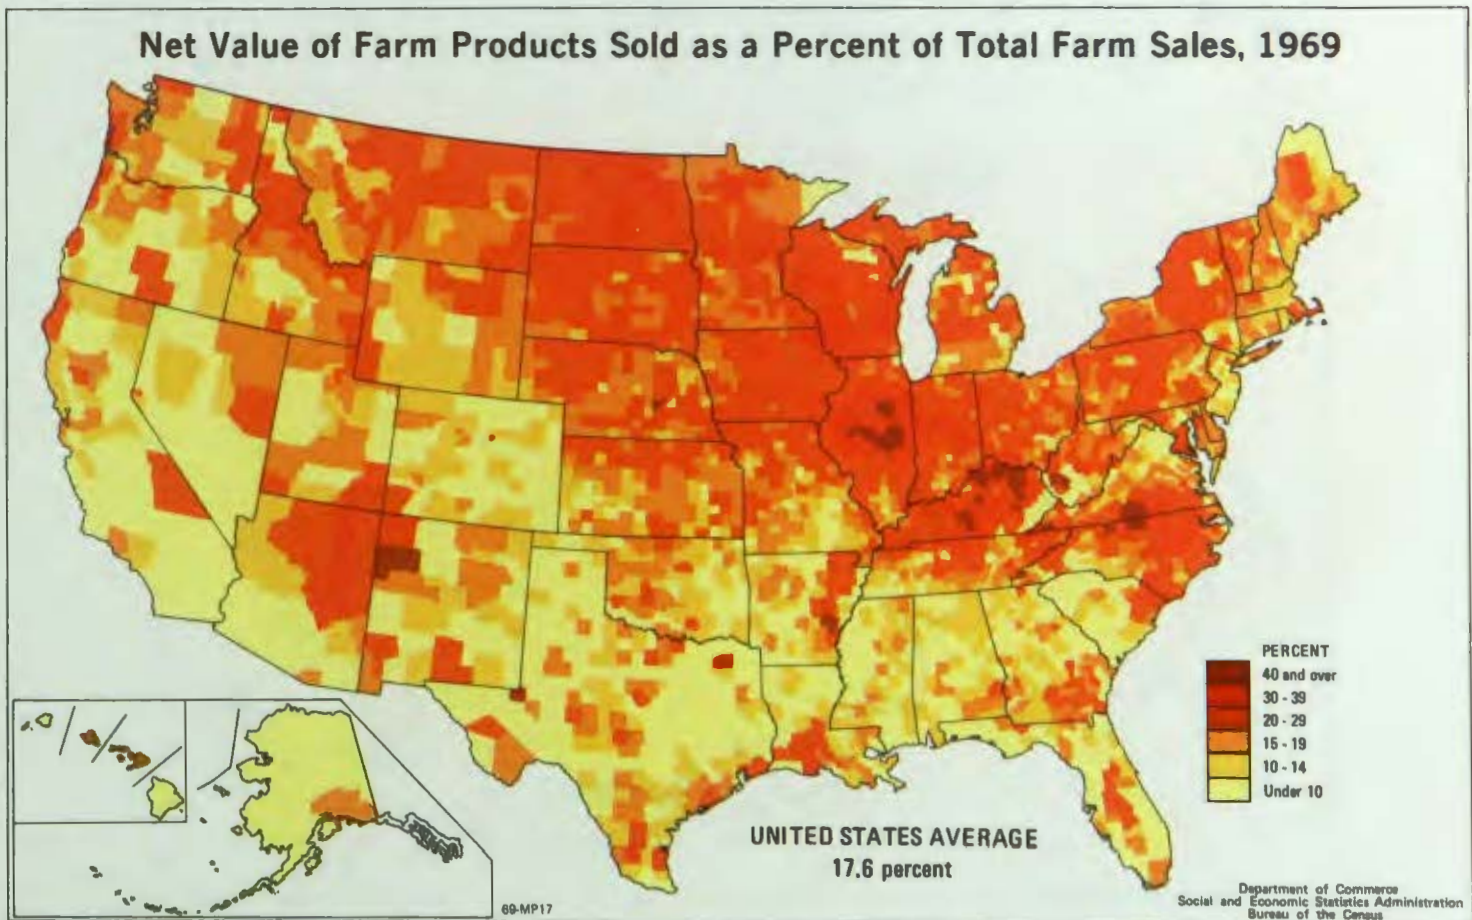 Net Value of Farm Products Sold as a Percent of Total Farm Sales, 1969
PERCENT
40 and over
30 - 39
20 - 29
15 - 19
10 - 14
Under 10
UNITED STATES AVERAGE
17.6 percent
69-MP17
Department of Commerce
Social and Economic Statistics Administration
Bureau of the Census